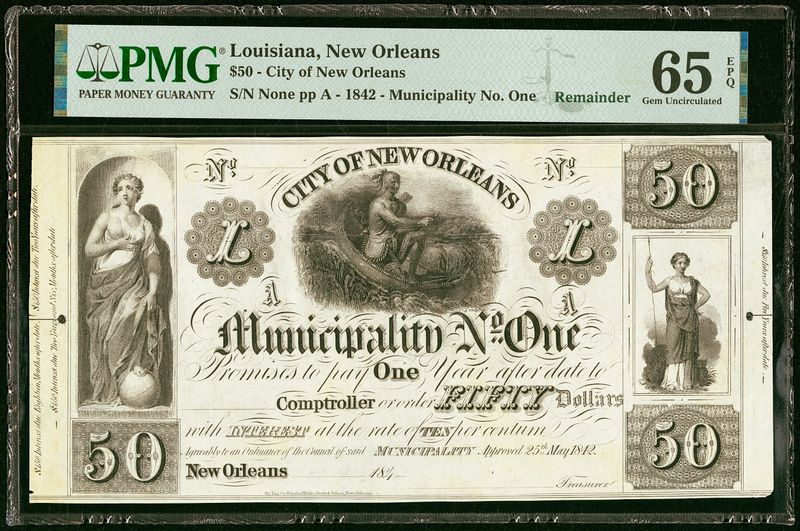 PMG®
PAPER MONEY GUARANTY
Louisiana, New Orleans
$50 - City of New Orleans
S/N None pp A - 1842 - Municipality No. One
Remainder
65 EPQ
Gem Uncirculated
No.
CITY OF NEW ORLEANS
No.
50
L
L
A
A
Municipality No. One
Promises to pay One Year after date to
Comptroller or order FIFTY Dollars
with INTEREST at the rate of TEN per centum
Agreeably to an Ordinance of the Council of said MUNICIPALITY Approved 25th May 1842.
New Orleans 184
Treasurer
50
50